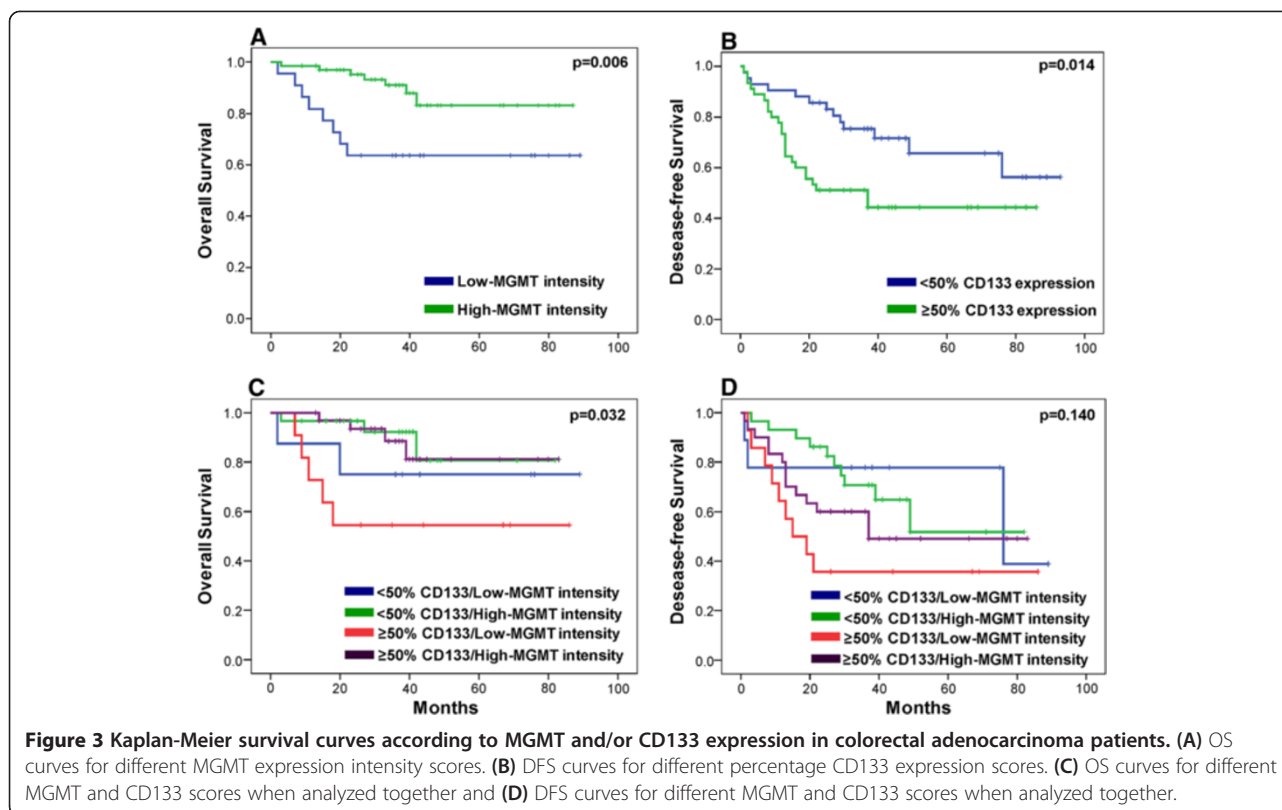 A
p=0.006
Overall Survival
1.0
0.8
0.6
0.4
0.2
0.0
0 20 40 60 80 100
Low-MGMT intensity
High-MGMT intensity
B
p=0.014
Desease-free Survival
1.0
0.8
0.6
0.4
0.2
0.0
0 20 40 60 80 100
<50% CD133 expression
≥50% CD133 expression
C
p=0.032
Overall Survival
1.0
0.8
0.6
0.4
0.2
0.0
0 20 40 60 80 100
Months
<50% CD133/Low-MGMT intensity
<50% CD133/High-MGMT intensity
≥50% CD133/Low-MGMT intensity
≥50% CD133/High-MGMT intensity
D
p=0.140
Desease-free Survival
1.0
0.8
0.6
0.4
0.2
0.0
0 20 40 60 80 100
Months
<50% CD133/Low-MGMT intensity
<50% CD133/High-MGMT intensity
≥50% CD133/Low-MGMT intensity
≥50% CD133/High-MGMT intensity
Figure 3 Kaplan-Meier survival curves according to MGMT and/or CD133 expression in colorectal adenocarcinoma patients. (A) OS
curves for different MGMT expression intensity scores. (B) DFS curves for different percentage CD133 expression scores. (C) OS curves for different
MGMT and CD133 scores when analyzed together and (D) DFS curves for different MGMT and CD133 scores when analyzed together.